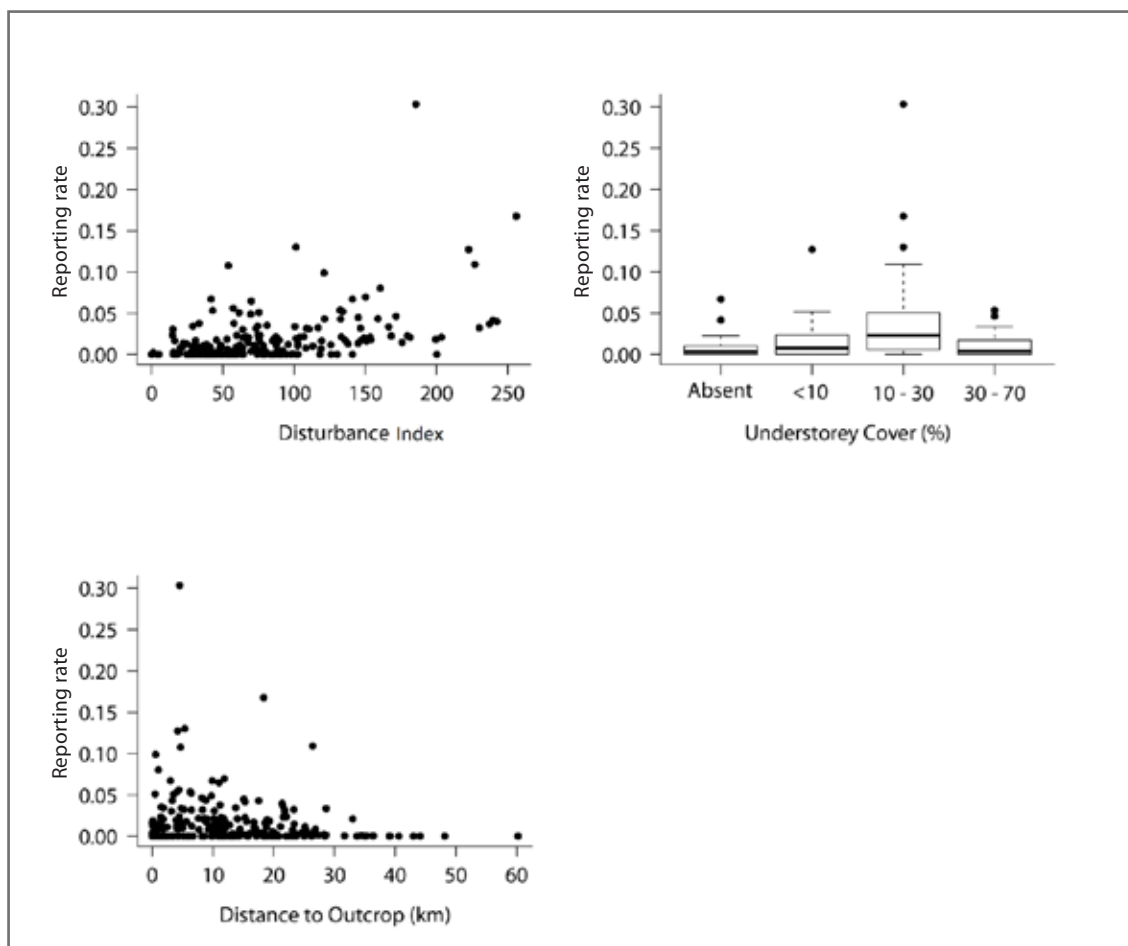 0.30
0.25
0.20
0.15
0.10
0.05
0.00
Reporting rate
0 50 100 150 200 250
Disturbance Index
0.30
0.25
0.20
0.15
0.10
0.05
0.00
Reporting rate
Absent <10 10 - 30 30 - 70
Understorey Cover (%)
0.30
0.25
0.20
0.15
0.10
0.05
0.00
Reporting rate
0 10 20 30 40 50 60
Distance to Outcrop (km)